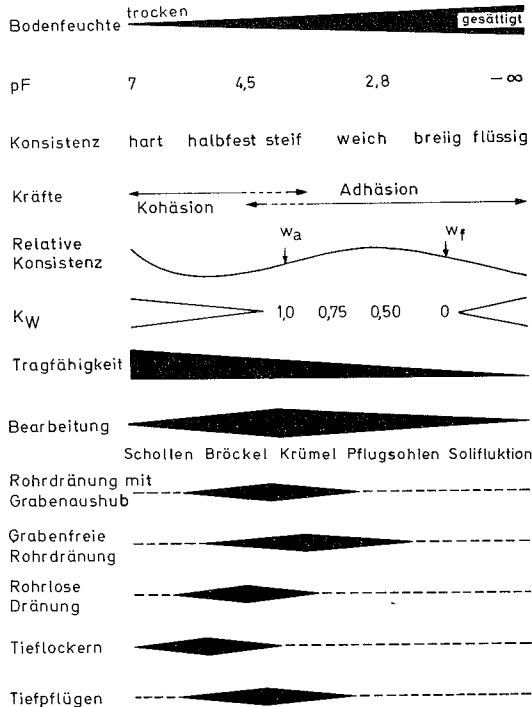 trocken
Bodenfeuchte gesättigt
pF 7 4,5 2,8 -∞
Konsistenz hart halbfest steif weich breiig flüssig
Kräfte Kohäsion Adhäsion
Relative
Konsistenz wa wf
KW 1,0 0,75 0,50 0
Tragfähigkeit
Bearbeitung
Schollen Bröckel Krümel Pflugsohlen Solifluktion
Rohrdränung mit
Grabenaushub
Grabenfreie
Rohrdränung
Rohrlose
Dränung
Tieflockern
Tiefpflügen